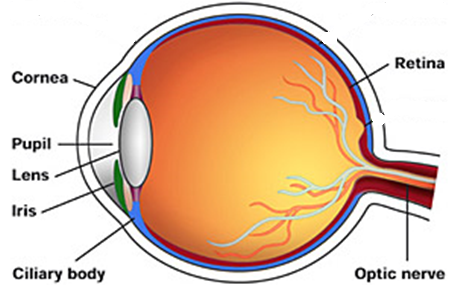 Cornea
Retina
Pupil
Lens
Iris
Ciliary body
Optic nerve